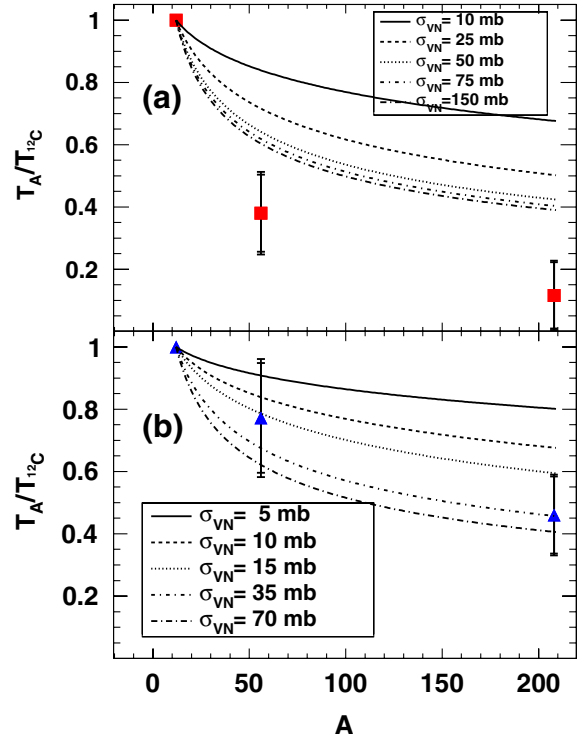 (a)
σVN= 10 mb
σVN= 25 mb
σVN= 50 mb
σVN= 75 mb
σVN=150 mb
TA/T12C
1
0.8
0.6
0.4
0.2
(b)
σVN= 5 mb
σVN= 10 mb
σVN= 15 mb
σVN= 35 mb
σVN= 70 mb
TA/T12C
1
0.8
0.6
0.4
0.2
0 50 100 150 200
A